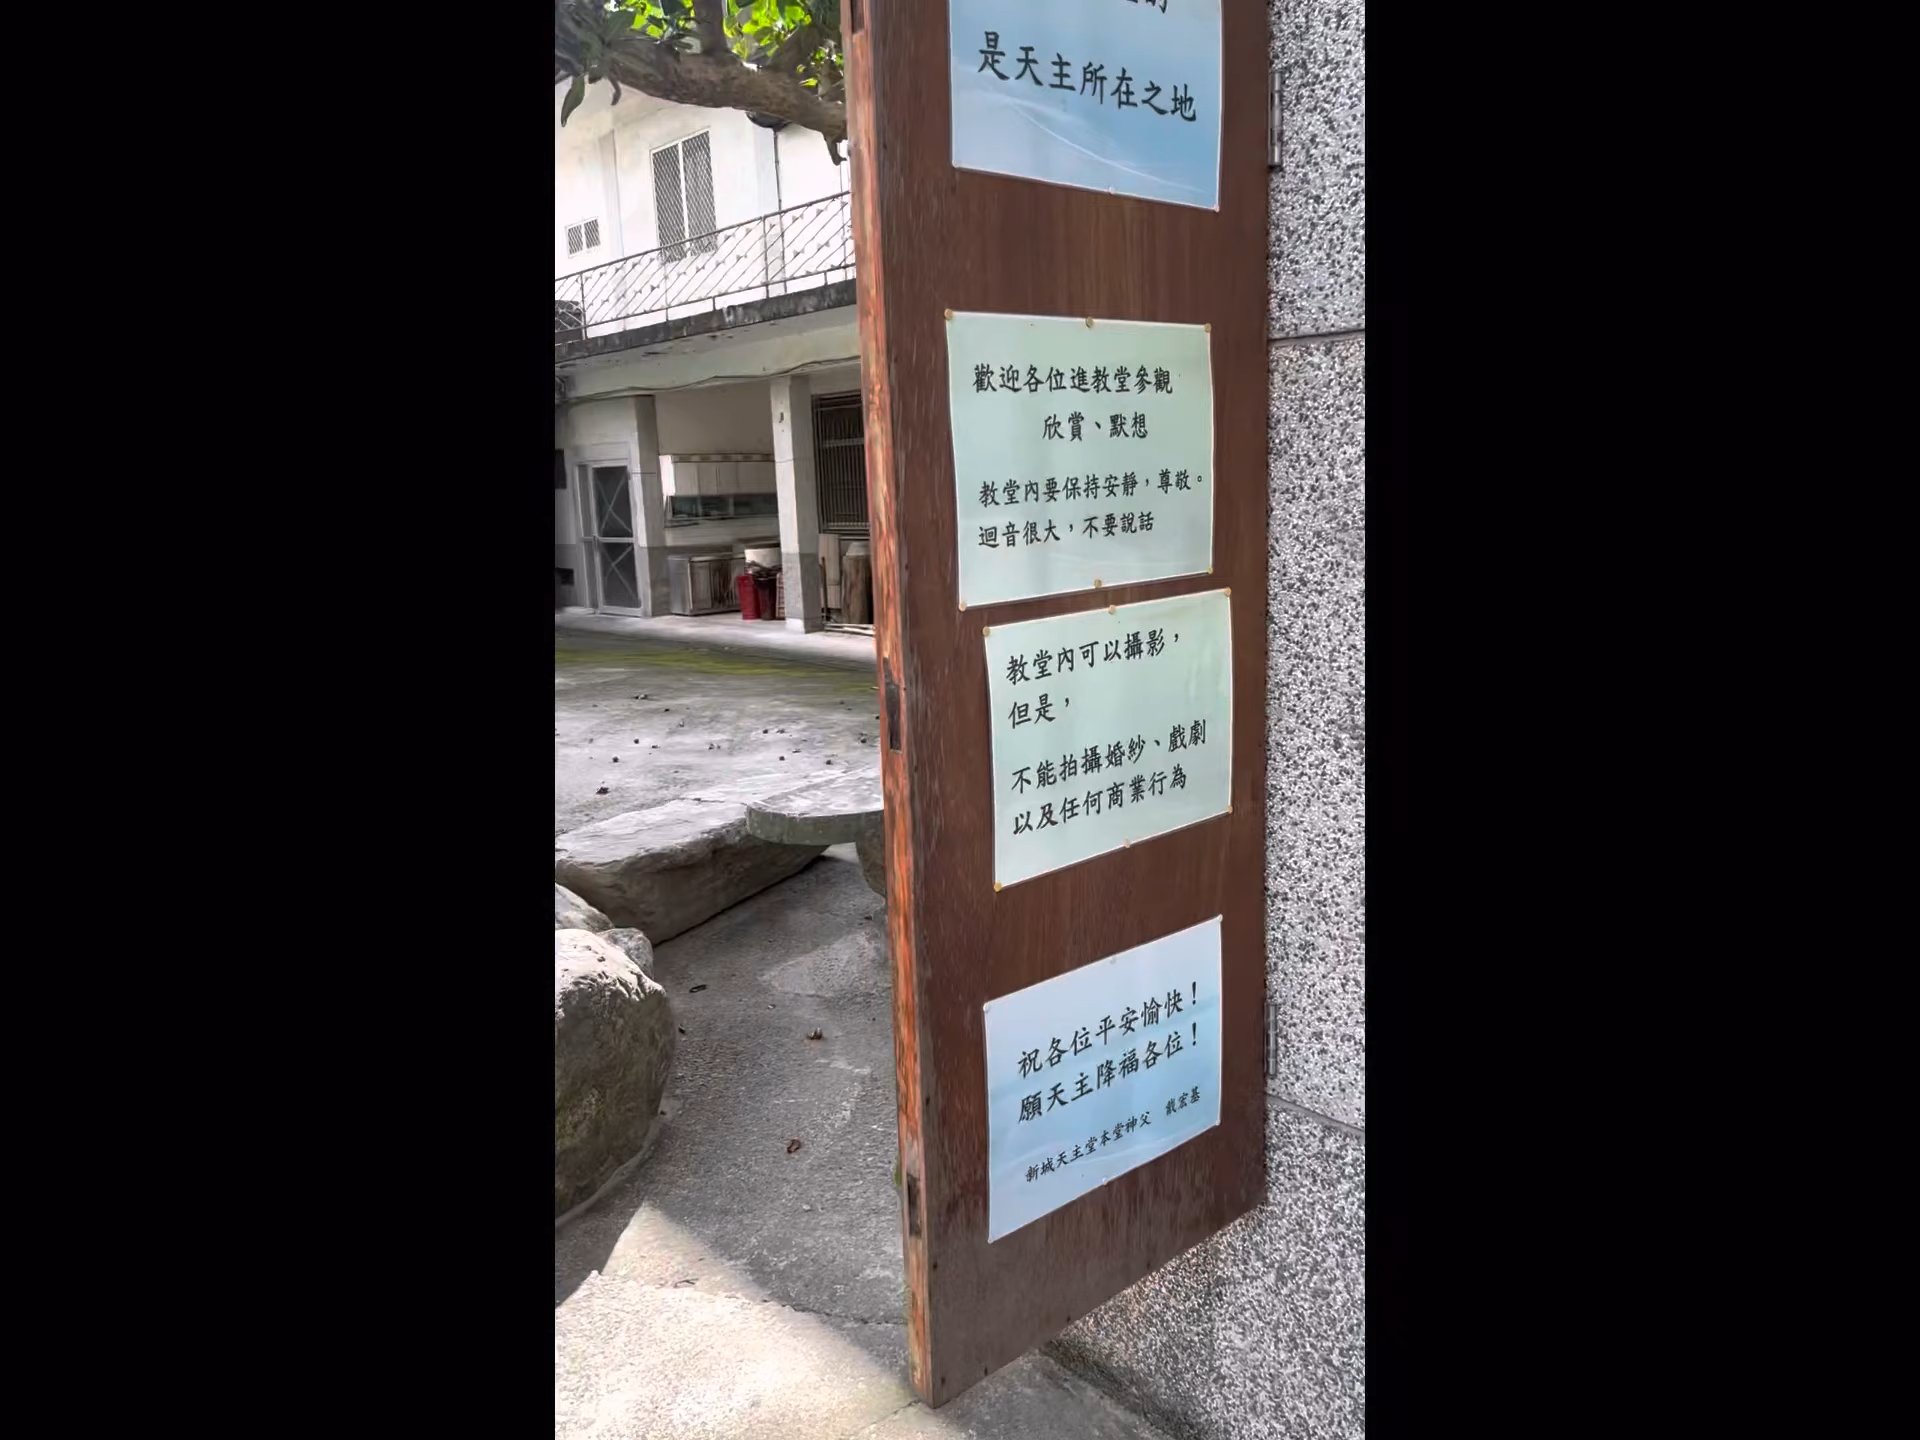 是天主所在之地
歡迎各位進教堂參觀
欣賞、默想
教堂內要保持安靜，尊敬。
迴音很大，不要說話
教堂內可以攝影，
但是，
不能拍攝婚紗、戲劇
以及任何商業行為
祝各位平安愉快！
願天主降福各位！
新城天主堂本堂神父 戴宏基